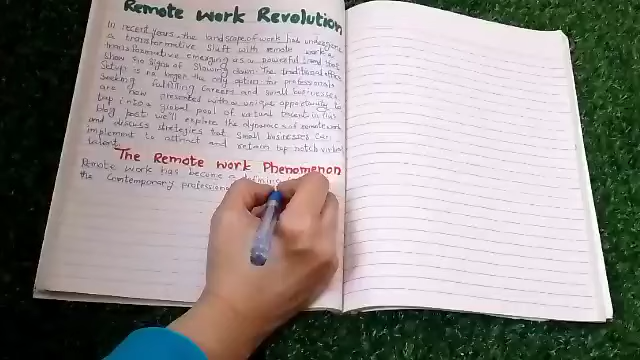 Remote work Revolution
In recent years, the landscape of work has undergone
a transformative shift with remote work
transformative emerging as a powerful trend that
show no signs of slowing down. The traditional office
Setup is no longer the only option for professionals
seeking fulfilling careers and small businesses
are now presented with a unique opportunity to
tap into a global pool of virtual talent in this
blog post we'll explore the dynamics of remote work
and discuss strategies that small businesses can
implement to attract and retain top notch virtual
talent.
The Remote work Phenomenon
Remote work has become a defining
the contemporary professional